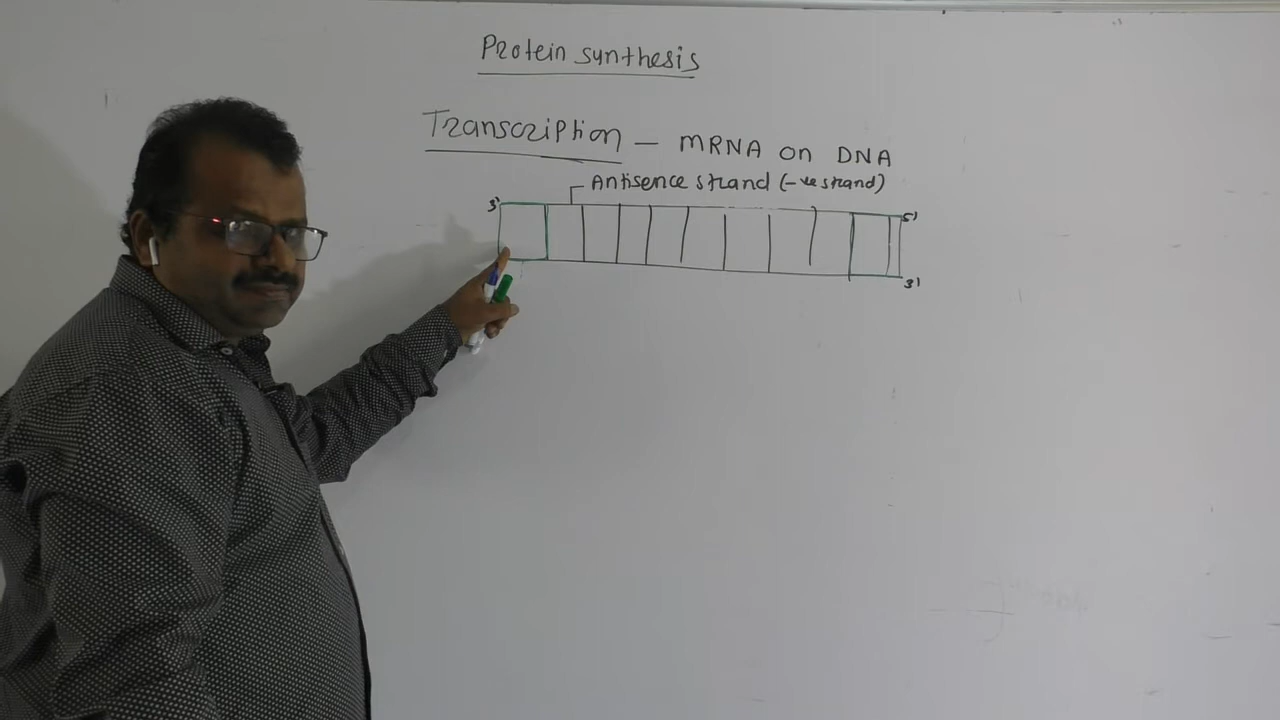 Protein synthesis
Transcription — mRNA on DNA
Antisence strand (-ve strand)
3' 5'
3'